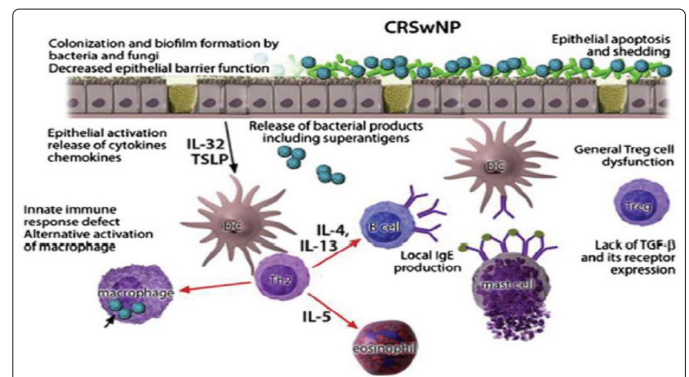 CRSwNP
Colonization and biofilm formation by
bacteria and fungi
Decreased epithelial barrier function
Epithelial apoptosis
and shedding
Epithelial activation
release of cytokines
chemokines
IL-32
TSLP
Release of bacterial products
including superantigens
DC
General Treg cell
dysfunction
Treg
Innate immune
response defect
Alternative activation
of macrophage
DC
IL-4,
IL-13
B cell
Local IgE
production
Lack of TGF-β
and its receptor
expression
macrophage
Th2
mast cell
IL-5
eosinophil